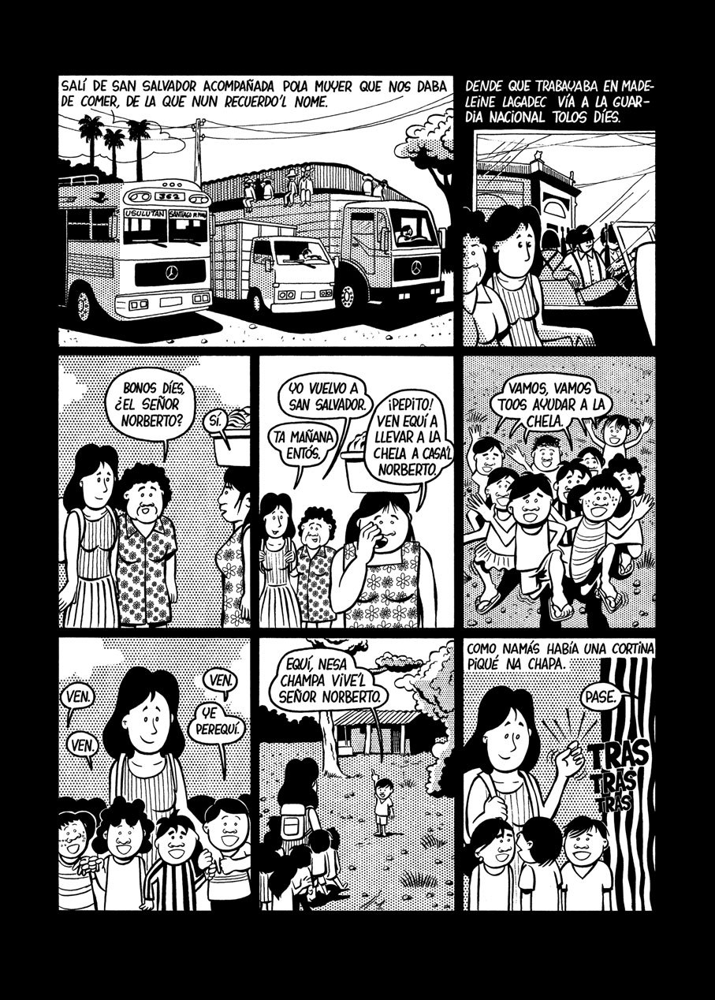 SALÍ DE SAN SALVADOR ACOMPAÑADA POLA MUYER QUE NOS DABA
DE COMER, DE LA QUE NUN RECUERDO'L NOME.
362
USULUTAN
SANTIAGO DE MARIA
DENDE QUE TRABAYABA EN MADE-
LEINE LAGADEC VÍA A LA GUAR-
DIA NACIONAL TOLOS DÍES.
BONOS DÍES,
¿EL SEÑOR
NORBERTO?
SÍ.
YO VUELVO A
SAN SALVADOR.
TA MAÑANA
ENTÓS.
¡PEPITO!
VEN EQUÍ A
LLEVAR A LA
CHELA A CASA'L
NORBERTO.
VAMOS, VAMOS
TOOS AYUDAR A LA
CHELA.
VEN.
VEN.
VEN.
YE
PEREQUÍ.
EQUÍ, NESA
CHAMPA VIVE'L
SEÑOR NORBERTO.
COMO NAMÁS HABÍA UNA CORTINA
PIQUÉ NA CHAPA.
PASE.
TRAS
TRAS
TRAS